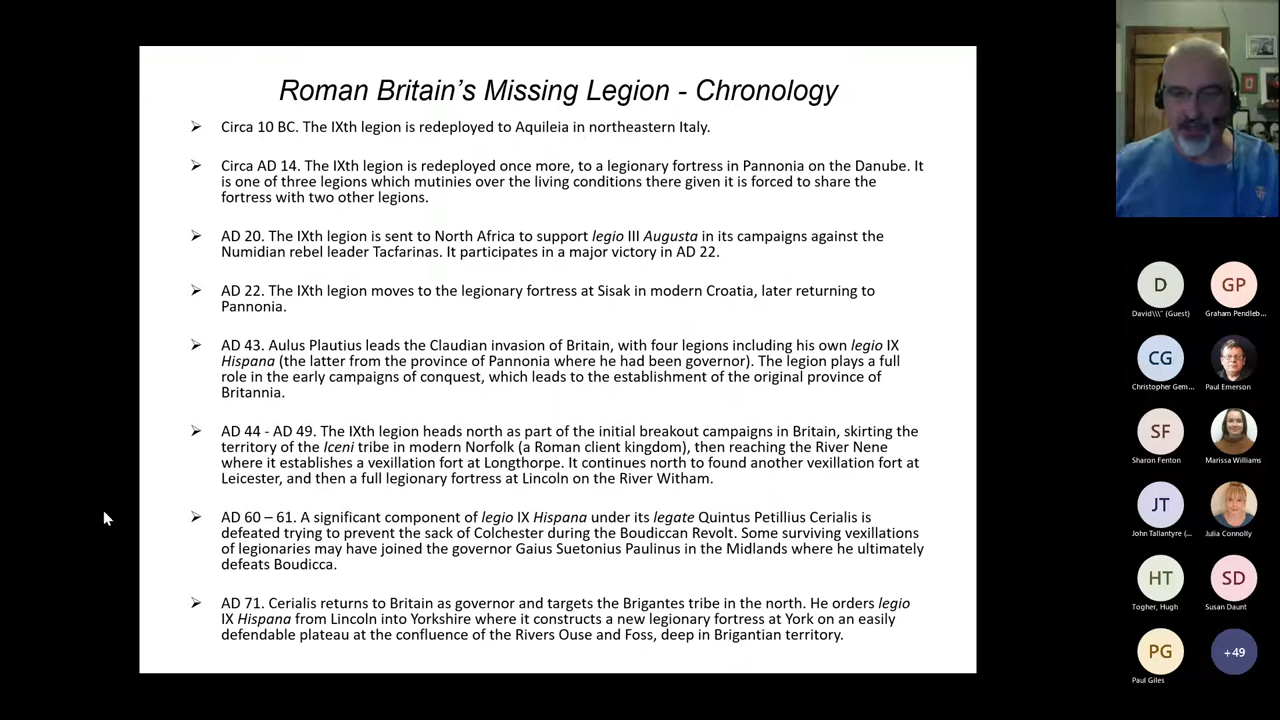 Roman Britain's Missing Legion - Chronology
➢ Circa 10 BC. The IXth legion is redeployed to Aquileia in northeastern Italy.
➢ Circa AD 14. The IXth legion is redeployed once more, to a legionary fortress in Pannonia on the Danube. It
is one of three legions which mutinies over the living conditions there given it is forced to share the
fortress with two other legions.
➢ AD 20. The IXth legion is sent to North Africa to support legio III Augusta in its campaigns against the
Numidian rebel leader Tacfarinas. It participates in a major victory in AD 22.
➢ AD 22. The IXth legion moves to the legionary fortress at Sisak in modern Croatia, later returning to
Pannonia.
➢ AD 43. Aulus Plautius leads the Claudian invasion of Britain, with four legions including his own legio IX
Hispana (the latter from the province of Pannonia where he had been governor). The legion plays a full
role in the early campaigns of conquest, which leads to the establishment of the original province of
Britannia.
➢ AD 44 - AD 49. The IXth legion heads north as part of the initial breakout campaigns in Britain, skirting the
territory of the Iceni tribe in modern Norfolk (a Roman client kingdom), then reaching the River Nene
where it establishes a vexillation fort at Longthorpe. It continues north to found another vexillation fort at
Leicester, and then a full legionary fortress at Lincoln on the River Witham.
➢ AD 60 – 61. A significant component of legio IX Hispana under its legate Quintus Petillius Cerialis is
defeated trying to prevent the sack of Colchester during the Boudiccan Revolt. Some surviving vexillations
of legionaries may have joined the governor Gaius Suetonius Paulinus in the Midlands where he ultimately
defeats Boudicca.
➢ AD 71. Cerialis returns to Britain as governor and targets the Brigantes tribe in the north. He orders legio
IX Hispana from Lincoln into Yorkshire where it constructs a new legionary fortress at York on an easily
defendable plateau at the confluence of the Rivers Ouse and Foss, deep in Brigantian territory.
D GP
David\\\" (Guest) Graham Pendleb...
CG
Christopher Gem... Paul Emerson
SF
Sharon Fenton Marissa Williams
JT
John Tallantyre (... Julia Connolly
HT SD
Togher, Hugh Susan Daunt
PG +49
Paul Giles